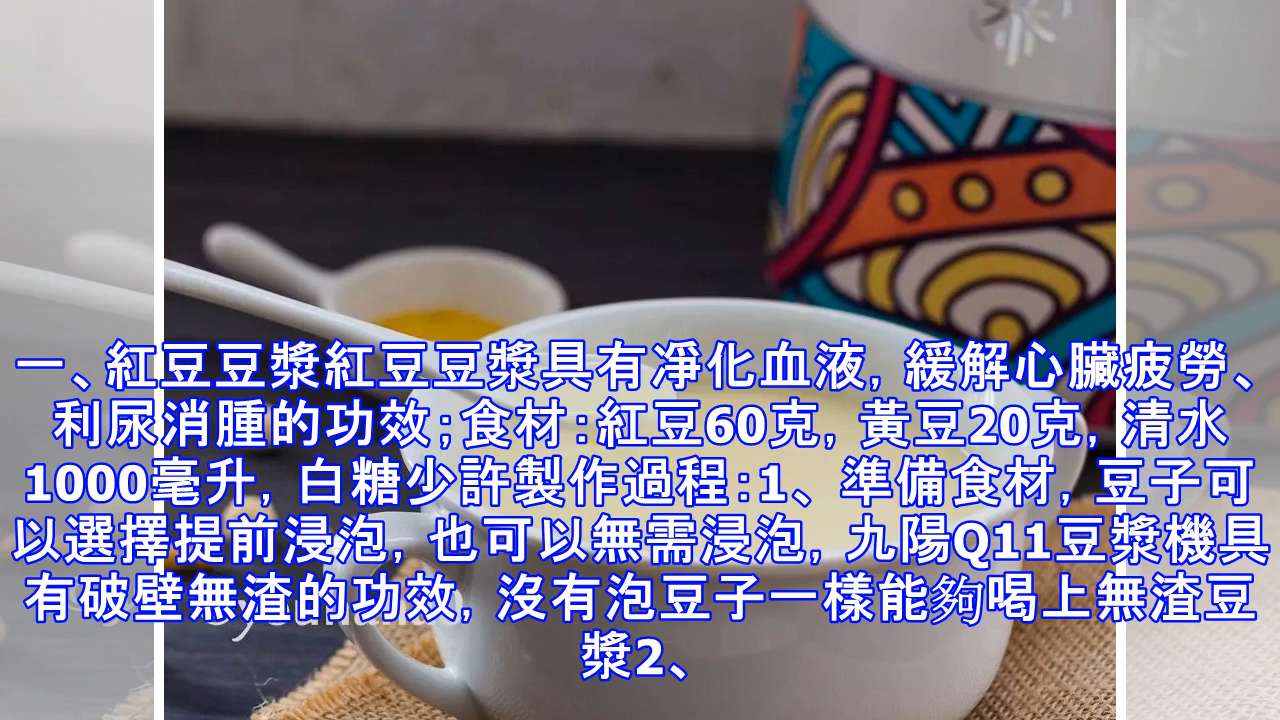 一、紅豆豆漿紅豆豆漿具有凈化血液, 緩解心臟疲勞、
利尿消腫的功效;食材:紅豆60克, 黃豆20克, 清水
1000毫升, 白糖少許製作過程:1、 準備食材, 豆子可
以選擇提前浸泡, 也可以無需浸泡, 九陽Q11豆漿機具
有破壁無渣的功效, 沒有泡豆子一樣能夠喝上無渣豆
漿2、